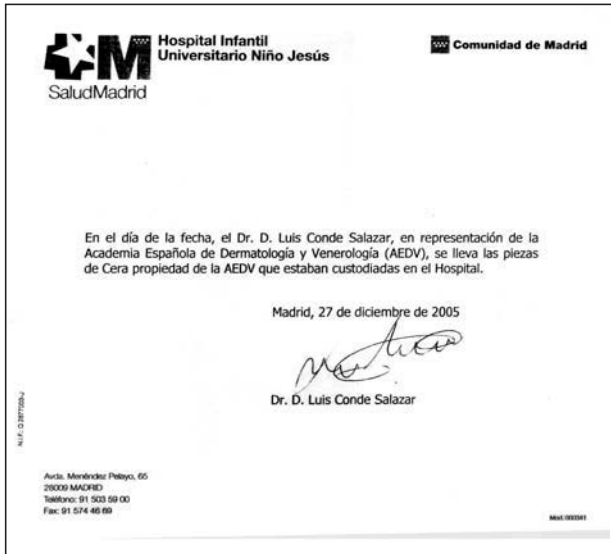 Hospital Infantil
Universitario Niño Jesús
Comunidad de Madrid
SaludMadrid
En el día de la fecha, el Dr. D. Luis Conde Salazar, en representación de la
Academia Española de Dermatología y Venerología (AEDV), se lleva las piezas
de Cera propiedad de la AEDV que estaban custodiadas en el Hospital.
Madrid, 27 de diciembre de 2005
Dr. D. Luis Conde Salazar
Avda. Menéndez Pelayo, 65
28009 MADRID
Teléfono: 91 503 59 00
Fax: 91 574 46 69